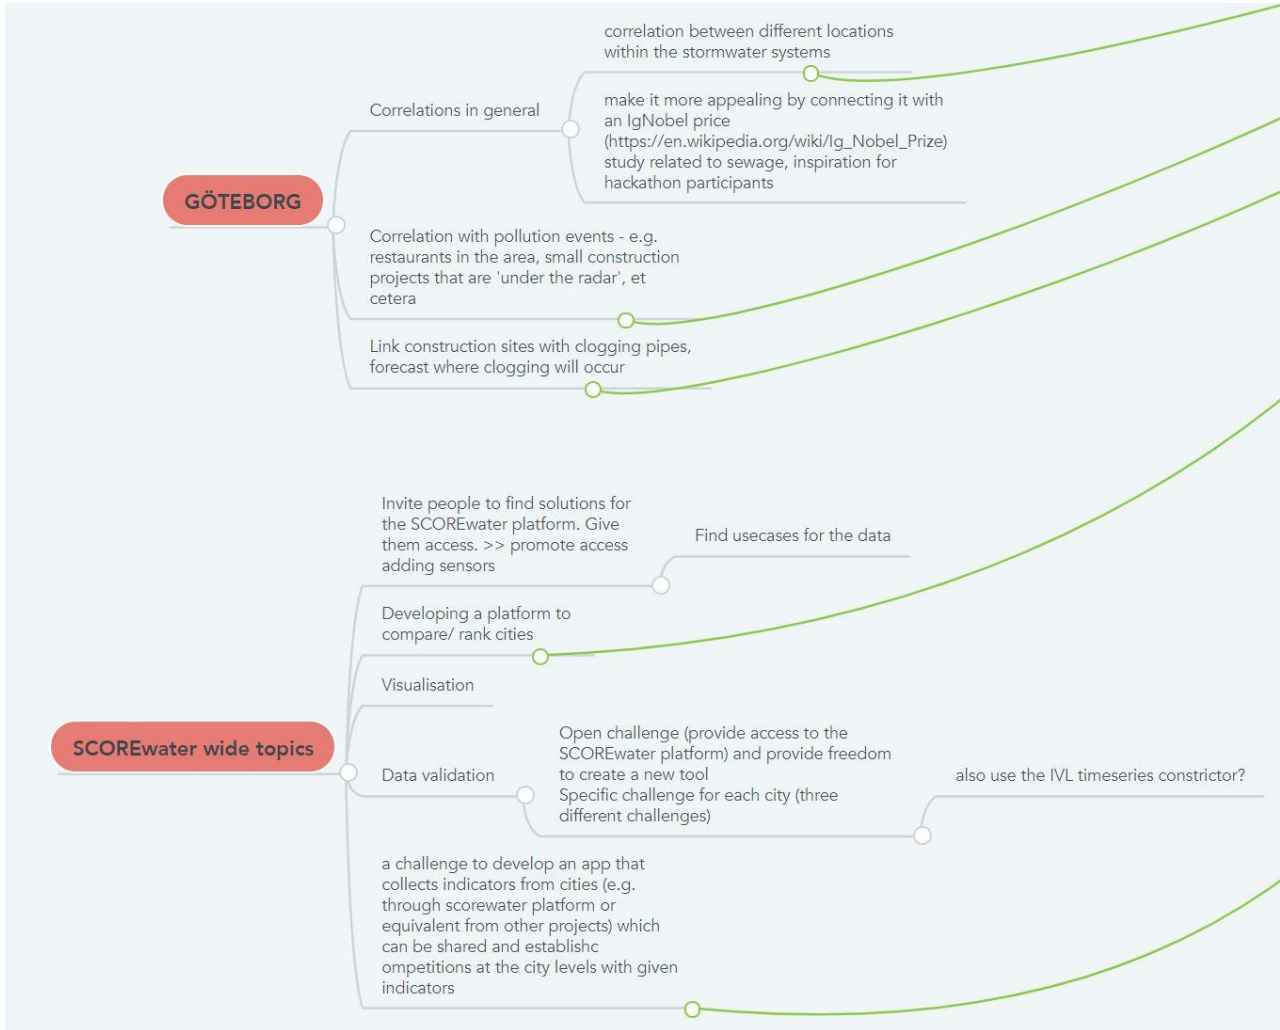 correlation between different locations
within the stormwater systems
Correlations in general
make it more appealing by connecting it with
an IgNobel price
(https://en.wikipedia.org/wiki/Ig_Nobel_Prize)
study related to sewage, inspiration for
hackathon participants
GÖTEBORG
Correlation with pollution events - e.g.
restaurants in the area, small construction
projects that are 'under the radar', et
cetera
Link construction sites with clogging pipes,
forecast where clogging will occur
Invite people to find solutions for
the SCOREwater platform. Give
them access. >> promote access
adding sensors
Find usecases for the data
Developing a platform to
compare/ rank cities
Visualisation
SCOREwater wide topics
Data validation
Open challenge (provide access to the
SCOREwater platform) and provide freedom
to create a new tool
Specific challenge for each city (three
different challenges)
also use the IVL timeseries constrictor?
a challenge to develop an app that
collects indicators from cities (e.g.
through scorewater platform or
equivalent from other projects) which
can be shared and establishc
ompetitions at the city levels with given
indicators